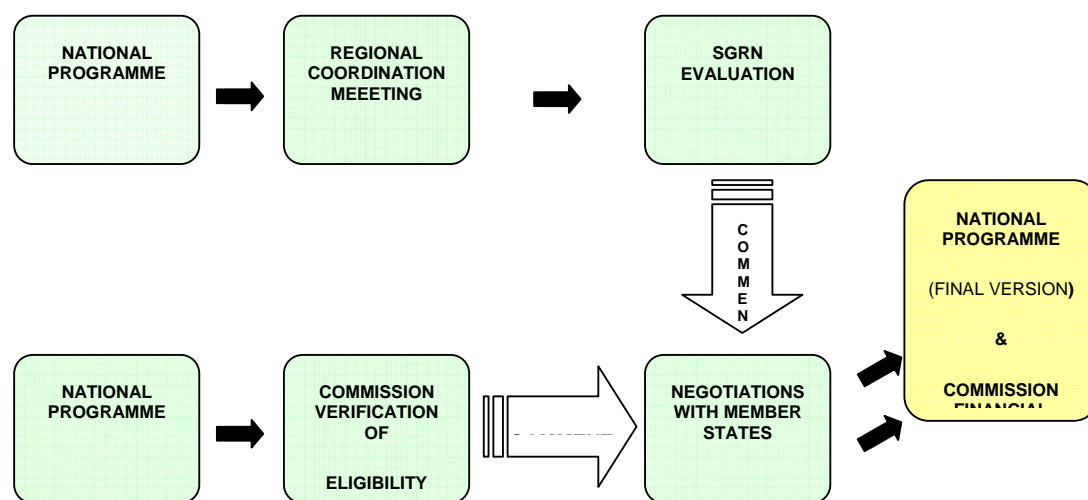 NATIONAL
PROGRAMME
REGIONAL
COORDINATION
MEEETING
SGRN
EVALUATION
C
O
M
M
E
N
NATIONAL
PROGRAMME
(FINAL VERSION)
&
COMMISSION
FINANCIAL
NATIONAL
PROGRAMME
COMMISSION
VERIFICATION
OF
ELIGIBILITY
NEGOTIATIONS
WITH MEMBER
STATES